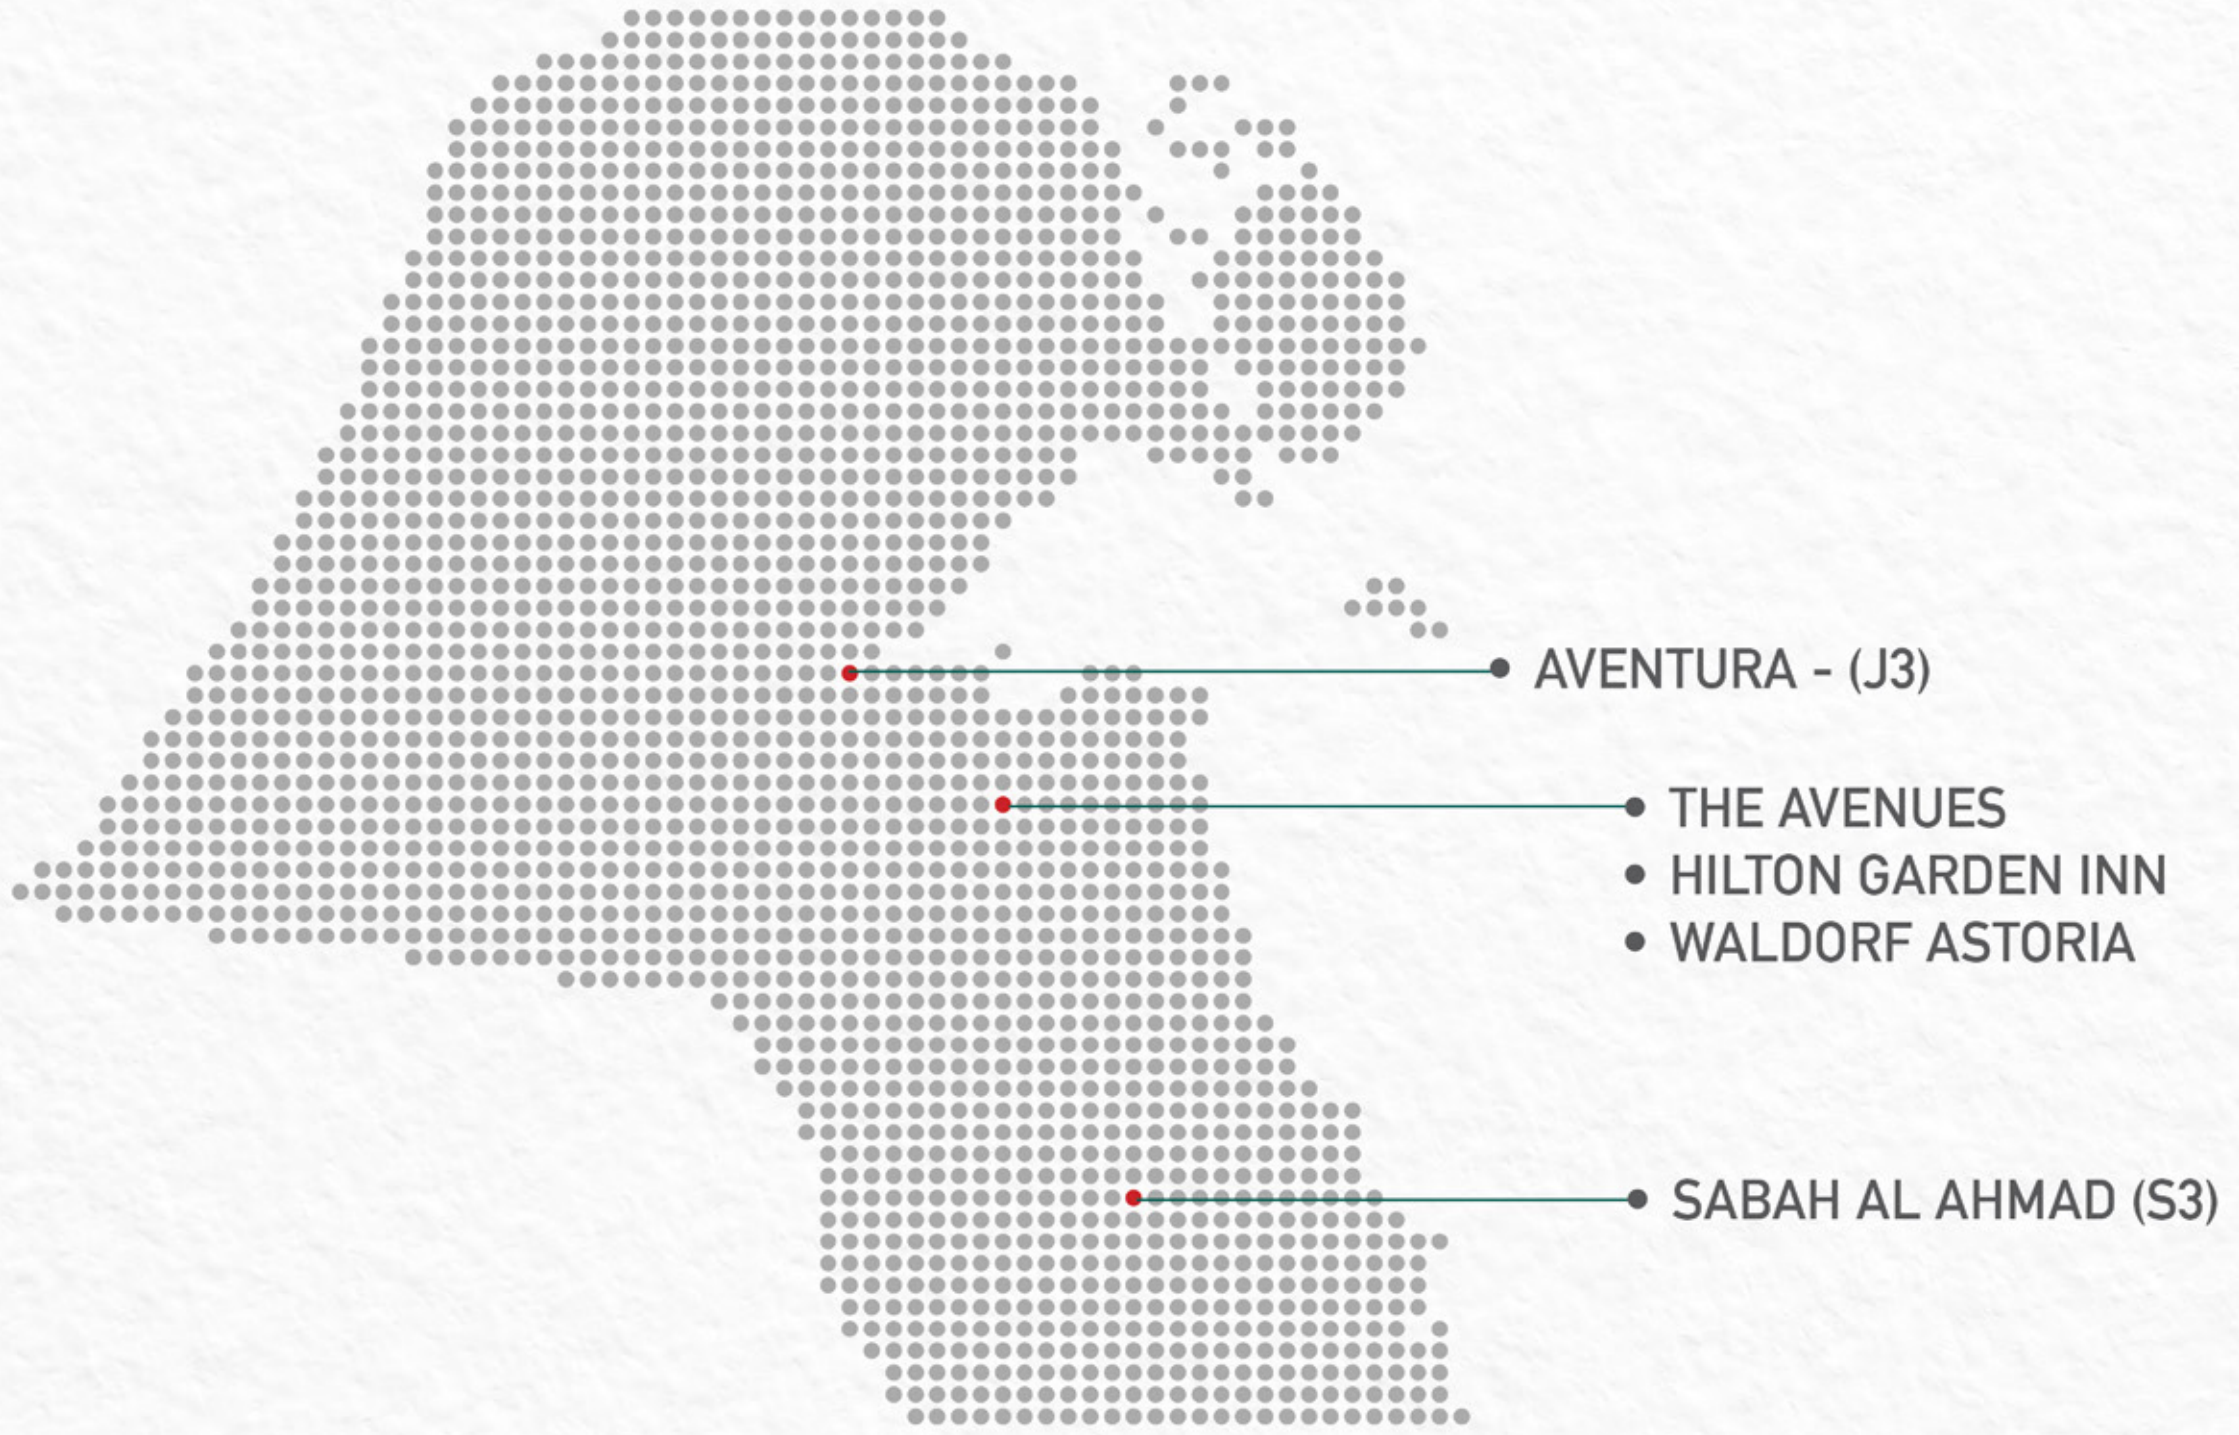 AVENTURA - (J3)
THE AVENUES
HILTON GARDEN INN
WALDORF ASTORIA
SABAH AL AHMAD (S3)